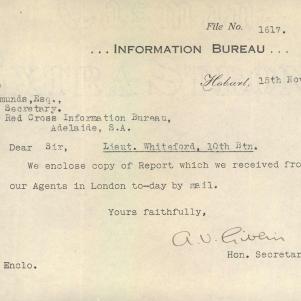 File No. 1617.
... INFORMATION BUREAU ...
Hobart, 15th Nov
munds, Esq.,
Secretary.
Red Cross Information Bureau,
Adelaide, S.A.
Dear Sir, Lieut. Whiteford, 10th Btn.
We enclose copy of Report which we received fro
our Agents in London to-day by mail.
Yours faithfully,
A. V. Giblin
Hon. Secretar
Enclo.